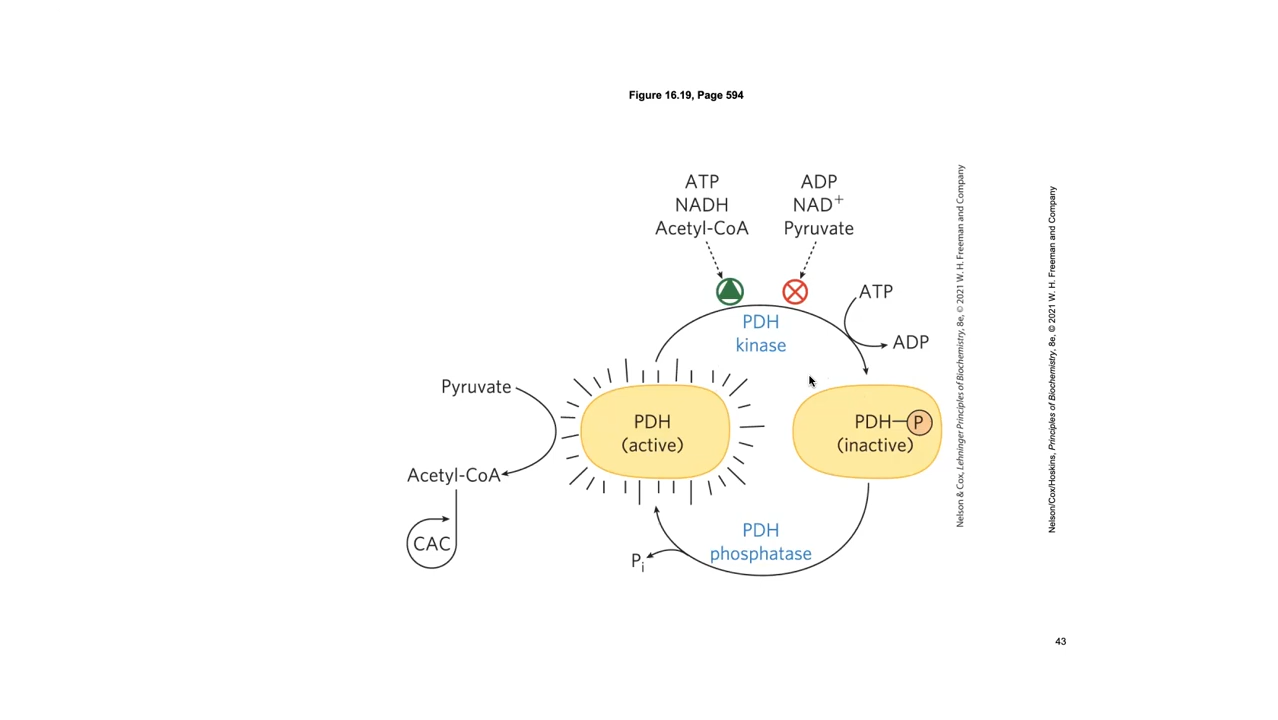 Figure 16.19, Page 594
ATP
NADH
Acetyl-CoA
ADP
NAD+
Pyruvate
ATP
PDH
kinase
ADP
Pyruvate
PDH
(active)
PDH
P
(inactive)
Acetyl-CoA
CAC
PDH
phosphatase
Pi
Nelson & Cox, Lehninger Principles of Biochemistry, 8e, © 2021 W. H. Freeman and Company
Nelson/Cox/Hoskins, Principles of Biochemistry, 8e, © 2021 W. H. Freeman and Company
43